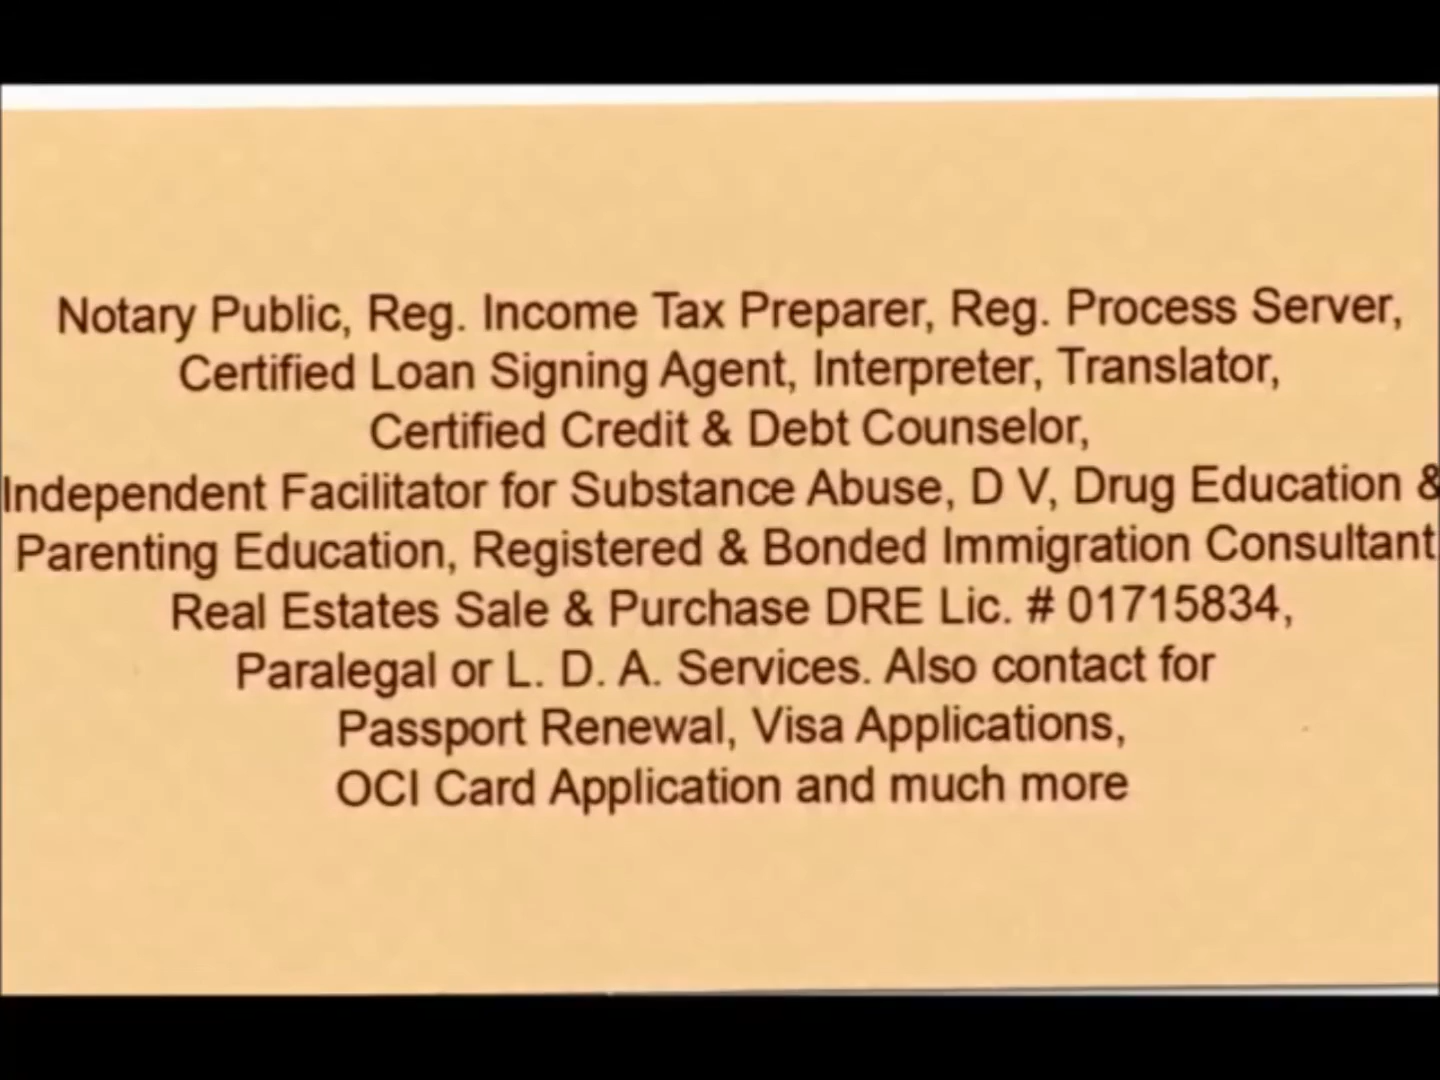 Notary Public, Reg. Income Tax Preparer, Reg. Process Server,
Certified Loan Signing Agent, Interpreter, Translator,
Certified Credit & Debt Counselor,
Independent Facilitator for Substance Abuse, D V, Drug Education &
Parenting Education, Registered & Bonded Immigration Consultant
Real Estates Sale & Purchase DRE Lic. # 01715834,
Paralegal or L. D. A. Services. Also contact for
Passport Renewal, Visa Applications,
OCI Card Application and much more